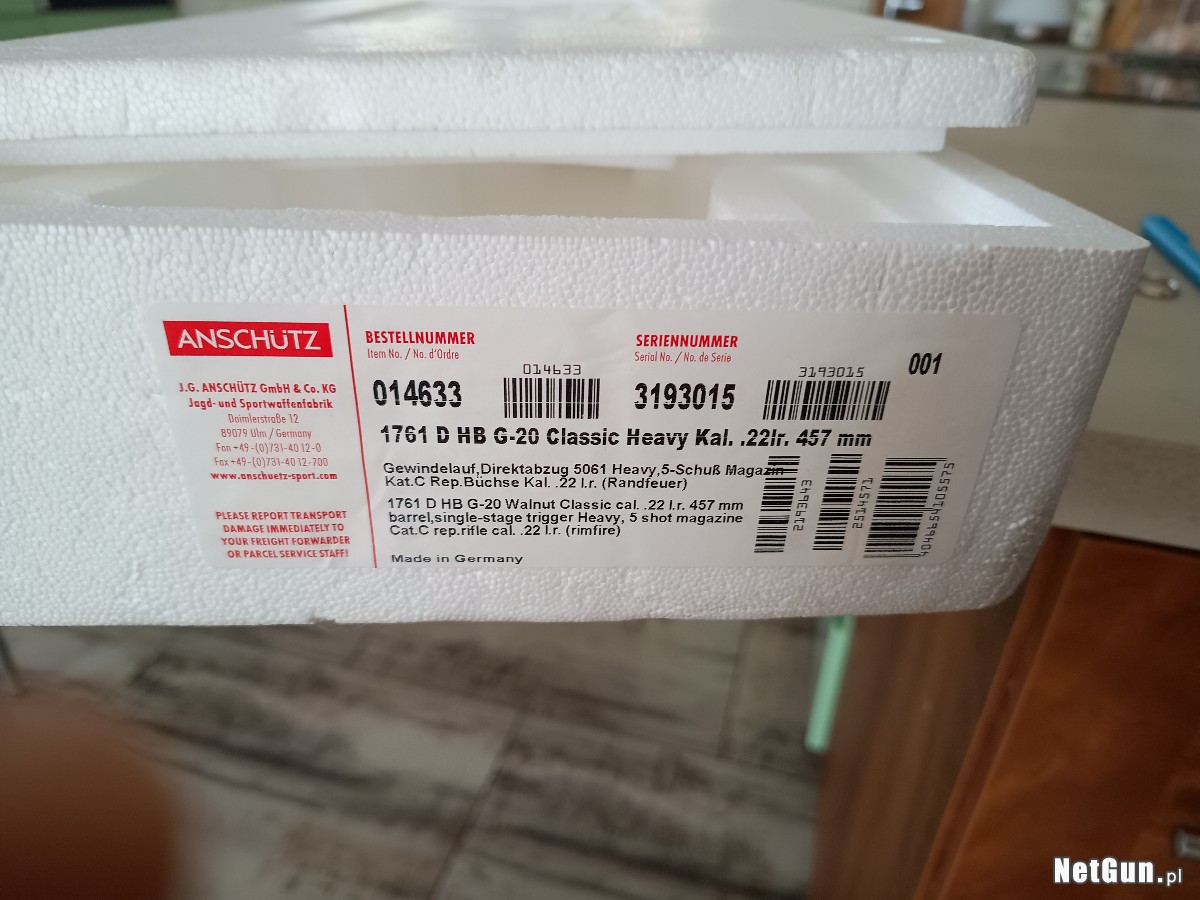 ANSCHÜTZ
J.G. ANSCHÜTZ GmbH & Co. KG
Jagd- und Sportwaffenfabrik
Daimlerstraße 12
89079 Ulm / Germany
Fon +49-(0)731-4012-0
Fax +49-(0)731-4012-700
www.anschuetz-sport.com
PLEASE REPORT TRANSPORT
DAMAGE IMMEDIATELY TO
YOUR FREIGHT FORWARDER
OR PARCEL SERVICE STAFF!
BESTELLNUMMER
Item No. / No. d'Ordre
014633
014633
SERIENNUMMER
Serial No. / No. de Serie
3193015
3193015
001
1761 D HB G-20 Classic Heavy Kal. .22lr. 457 mm
Gewindelauf,Direktabzug 5061 Heavy,5-Schuß Magazin
Kat.C Rep.Büchse Kal. .22 l.r. (Randfeuer)
1761 D HB G-20 Walnut Classic cal. .22 l.r. 457 mm
barrel,single-stage trigger Heavy, 5 shot magazine
Cat.C rep.rifle cal. .22 l.r. (rimfire)
Made in Germany
2193643
2514571
4046654105575
NetGun.pl